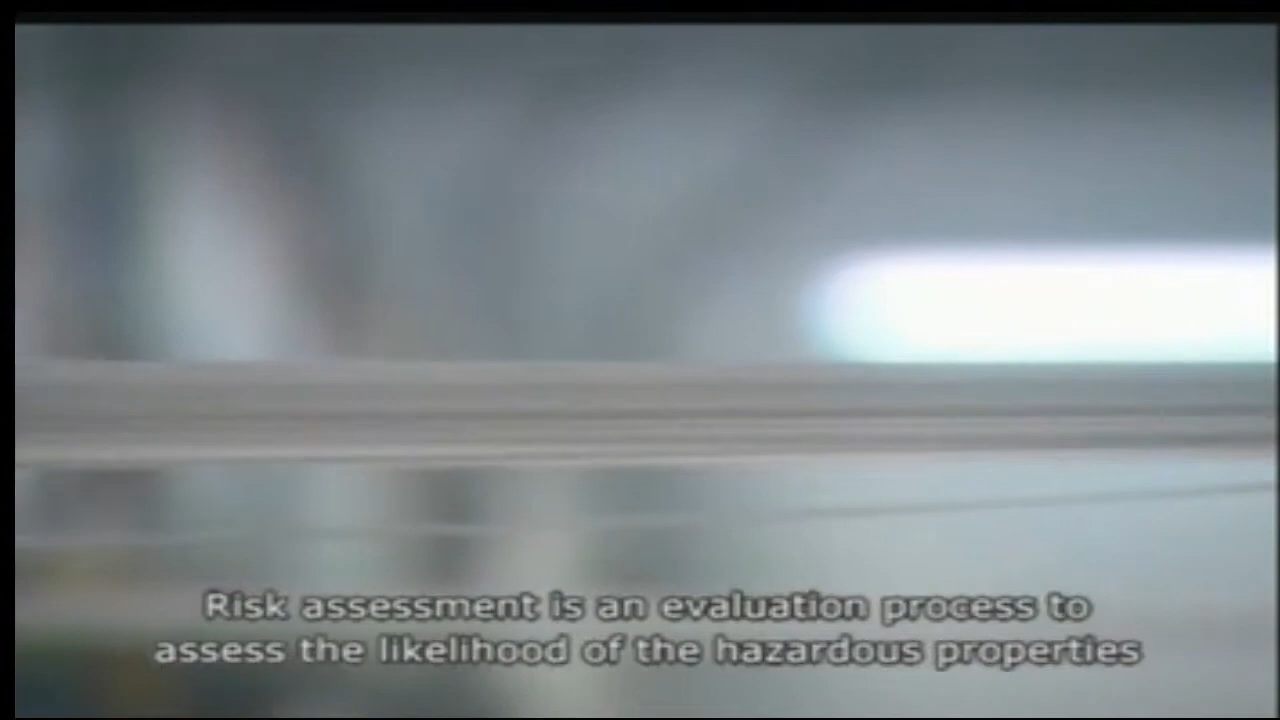 Risk assessment is an evaluation process to
assess the likelihood of the hazardous properties